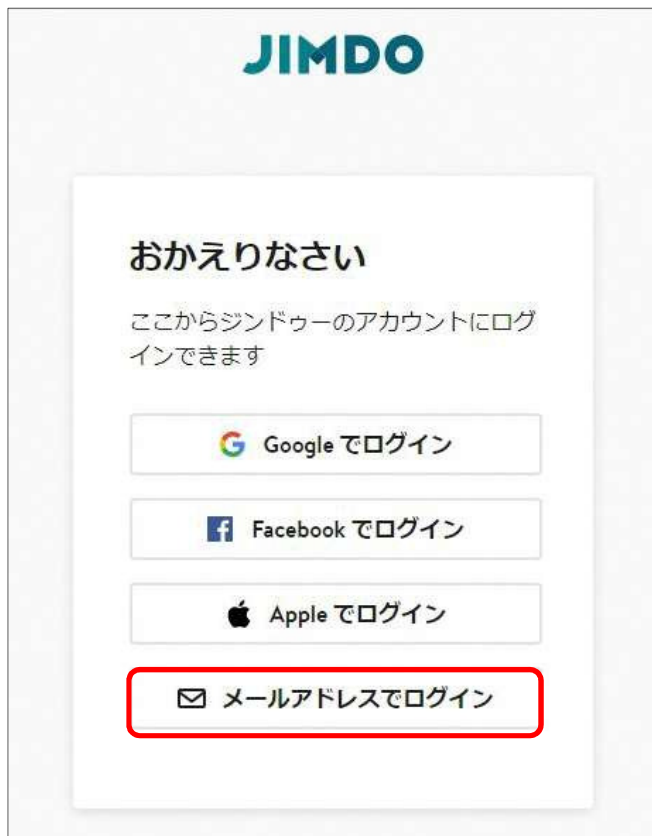 JIMDO
おかえりなさい
ここからジンドゥーのアカウントにログ
インできます
Google でログイン
Facebook でログイン
Apple でログイン
メールアドレスでログイン